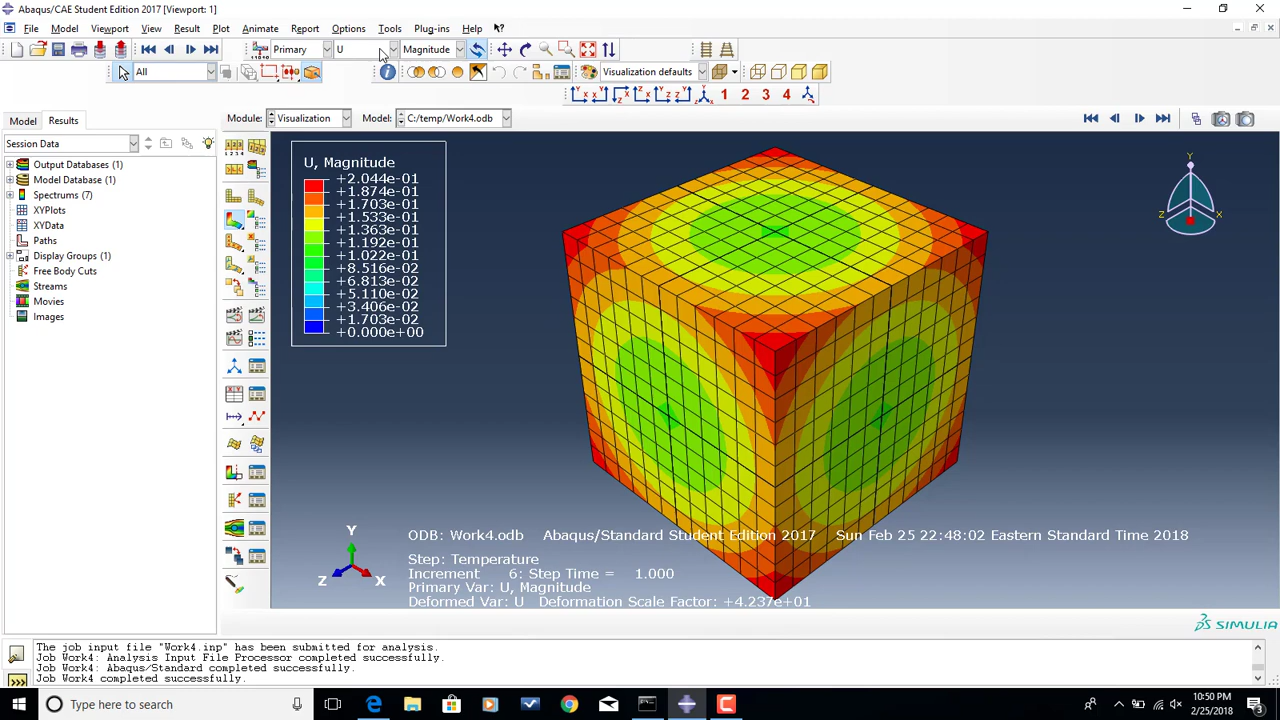 Abaqus/CAE Student Edition 2017 [Viewport: 1]
File Model Viewport View Result Plot Animate Report Options Tools Plug-ins Help
Primary U Magnitude
All Visualization defaults
1 2 3 4
Model Results Module: Visualization Model: C:/temp/Work4.odb
Session Data
Output Databases (1)
Model Database (1)
Spectrums (7)
XYPlots
XYData
Paths
Display Groups (1)
Free Body Cuts
Streams
Movies
Images
U, Magnitude
+2.044e-01
+1.874e-01
+1.703e-01
+1.533e-01
+1.363e-01
+1.192e-01
+1.022e-01
+8.516e-02
+6.813e-02
+5.110e-02
+3.406e-02
+1.703e-02
+0.000e+00
Y
Z X
Y
Z X
ODB: Work4.odb Abaqus/Standard Student Edition 2017 Sun Feb 25 22:48:02 Eastern Standard Time 2018
Step: Temperature
Increment 6: Step Time = 1.000
Primary Var: U, Magnitude
Deformed Var: U Deformation Scale Factor: +4.237e+01
SIMULIA
The job input file "Work4.inp" has been submitted for analysis.
Job Work4: Analysis Input File Processor completed successfully.
Job Work4: Abaqus/Standard completed successfully.
Job Work4 completed successfully.
>>>
Type here to search
10:50 PM
2/25/2018